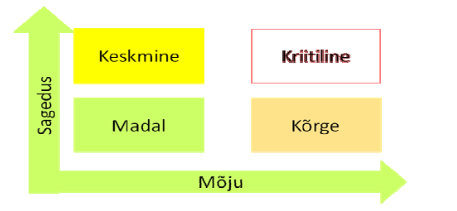 Keskmine
Kriitiline
Sagedus
Madal
Kõrge
Mõju